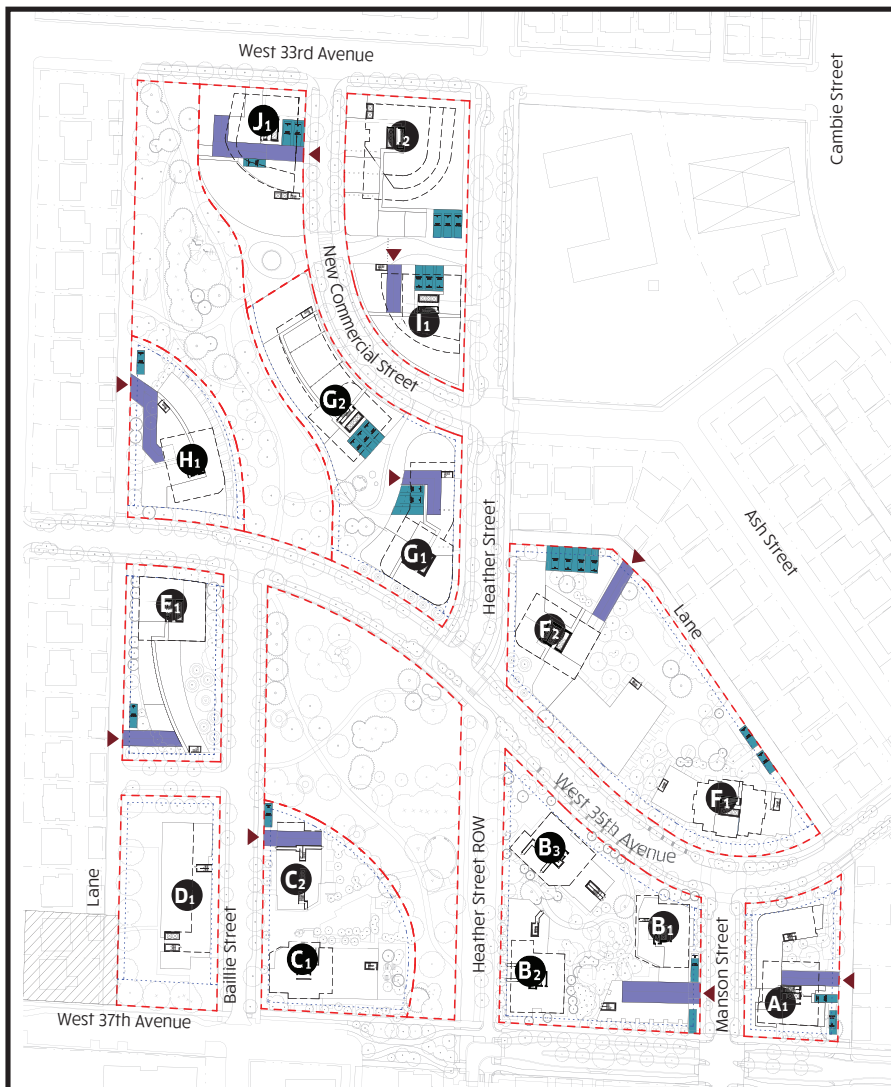 West 33rd Avenue
Cambie Street
J1
I2
New Commercial Street
I1
G2
H1
G1
Heather Street
Ash Street
Lane
E1
F2
F1
West 35th Avenue
B3
C2
D1
Lane
Baillie Street
Heather Street ROW
B1
C1
B2
Manson Street
A1
West 37th Avenue